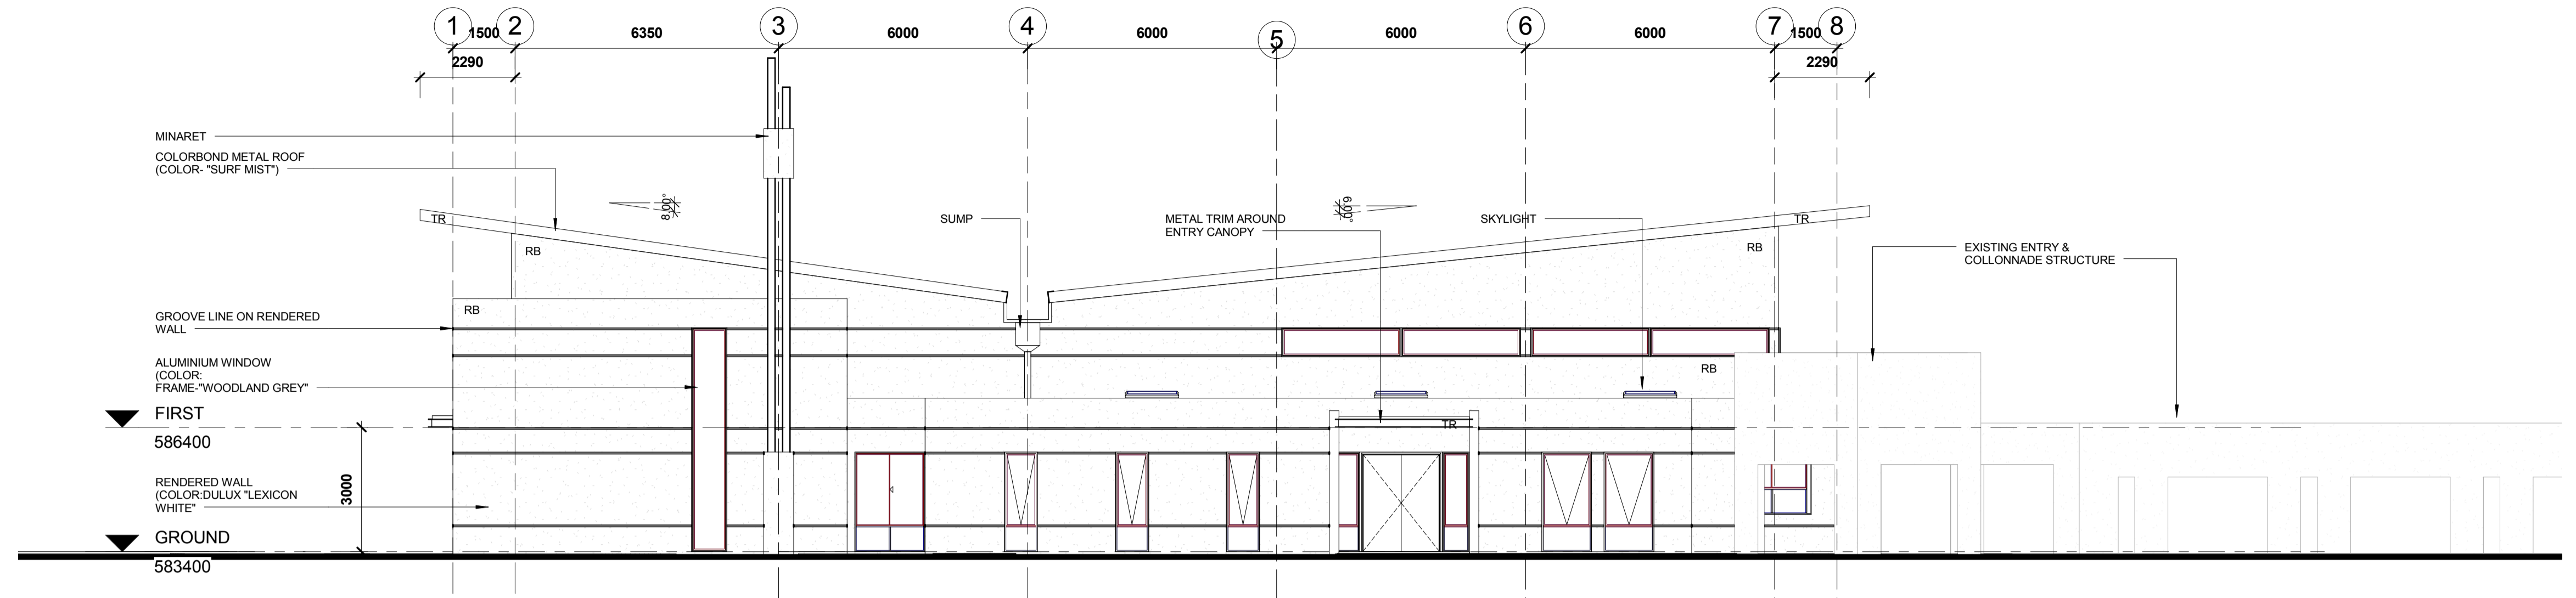 1 2 3 4 5 6 7 8
1500 6350 6000 6000 6000 6000 1500
2290 2290
MINARET
COLORBOND METAL ROOF
(COLOR- "SURF MIST")
8.00°
6.00°
TR
SUMP
METAL TRIM AROUND
ENTRY CANOPY
SKYLIGHT
TR
RB
RB
EXISTING ENTRY &
COLLONNADE STRUCTURE
RB
GROOVE LINE ON RENDERED
WALL
ALUMINIUM WINDOW
(COLOR:
FRAME-"WOODLAND GREY"
RB
FIRST
586400
TR
3000
RENDERED WALL
(COLOR:DULUX "LEXICON
WHITE"
GROUND
583400